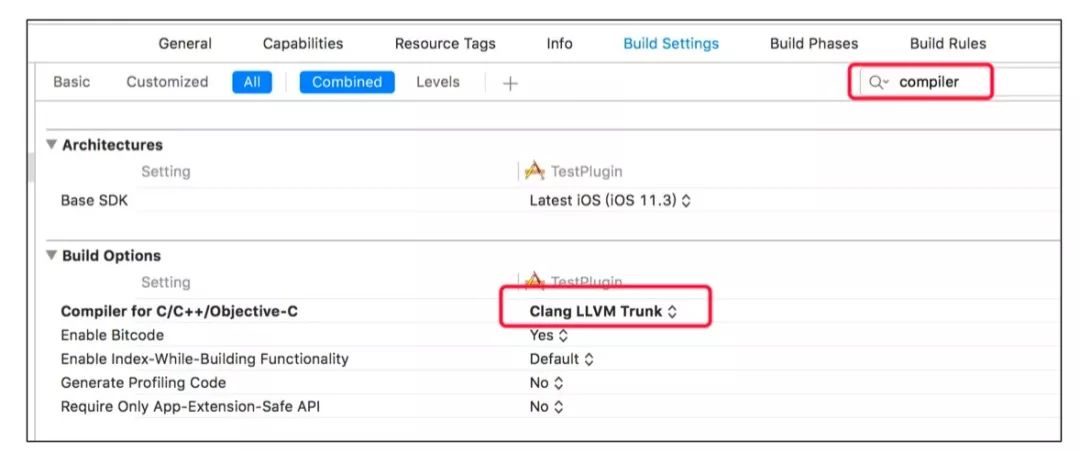 General Capabilities Resource Tags Info Build Settings Build Phases Build Rules
Basic Customized All Combined Levels + compiler
Architectures
Setting TestPlugin
Base SDK Latest iOS (iOS 11.3)
Build Options
Setting TestPlugin
Compiler for C/C++/Objective-C Clang LLVM Trunk
Enable Bitcode Yes
Enable Index-While-Building Functionality Default
Generate Profiling Code No
Require Only App-Extension-Safe API No